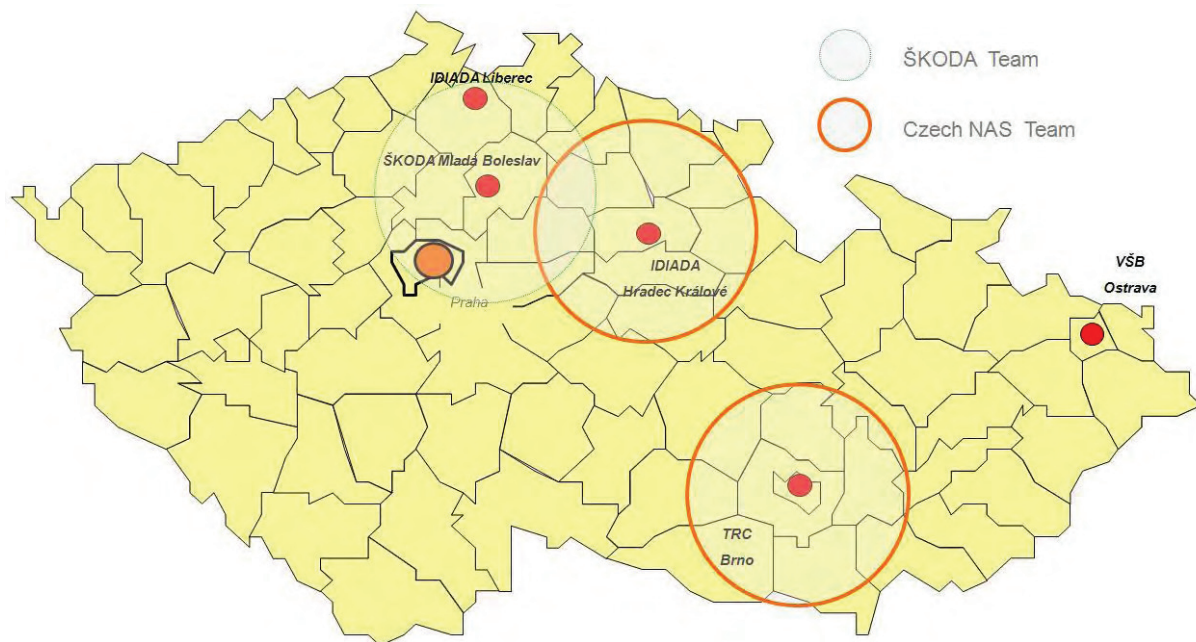 ŠKODA Team
IDIADA Liberec
Czech NAS Team
ŠKODA Mladá Boleslav
IDIADA
Hradec Králové
Praha
VŠB
Ostrava
TRC
Brno